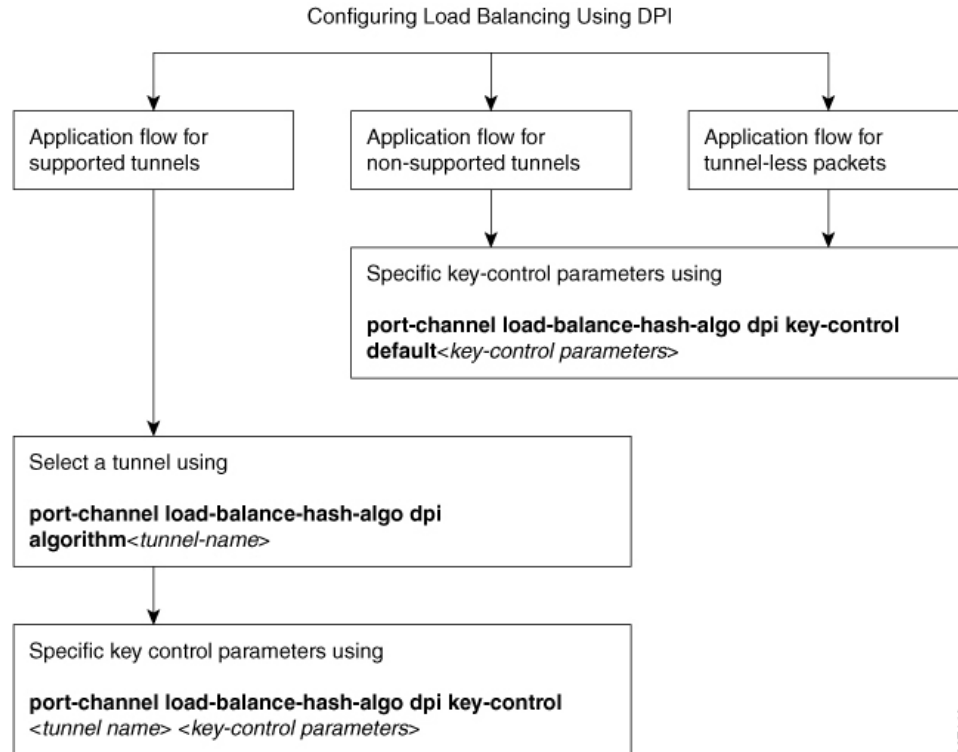 Configuring Load Balancing Using DPI
Application flow for
supported tunnels
Application flow for
non-supported tunnels
Application flow for
tunnel-less packets
Specific key-control parameters using
port-channel load-balance-hash-algo dpi key-control
default<key-control parameters>
Select a tunnel using
port-channel load-balance-hash-algo dpi
algorithm<tunnel-name>
Specific key control parameters using
port-channel load-balance-hash-algo dpi key-control
<tunnel name> <key-control parameters>